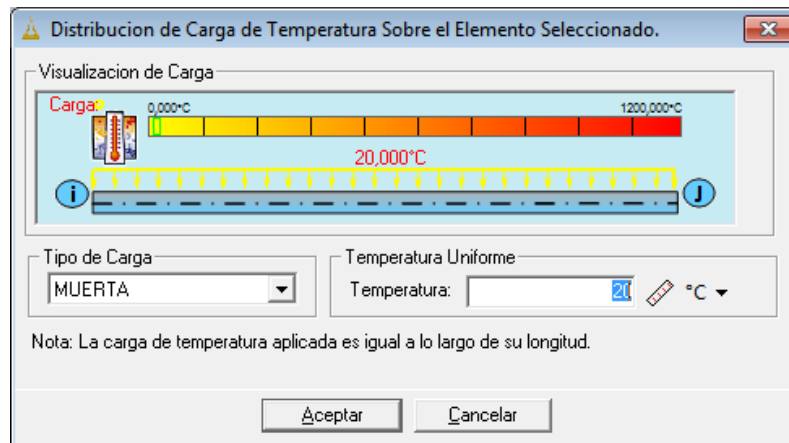 Distribucion de Carga de Temperatura Sobre el Elemento Seleccionado.
Visualizacion de Carga
Carga:
0,000°C
1200,000°C
20,000°C
i
J
Tipo de Carga
MUERTA
Temperatura Uniforme
Temperatura:
20
°C
Nota: La carga de temperatura aplicada es igual a lo largo de su longitud.
Aceptar
Cancelar